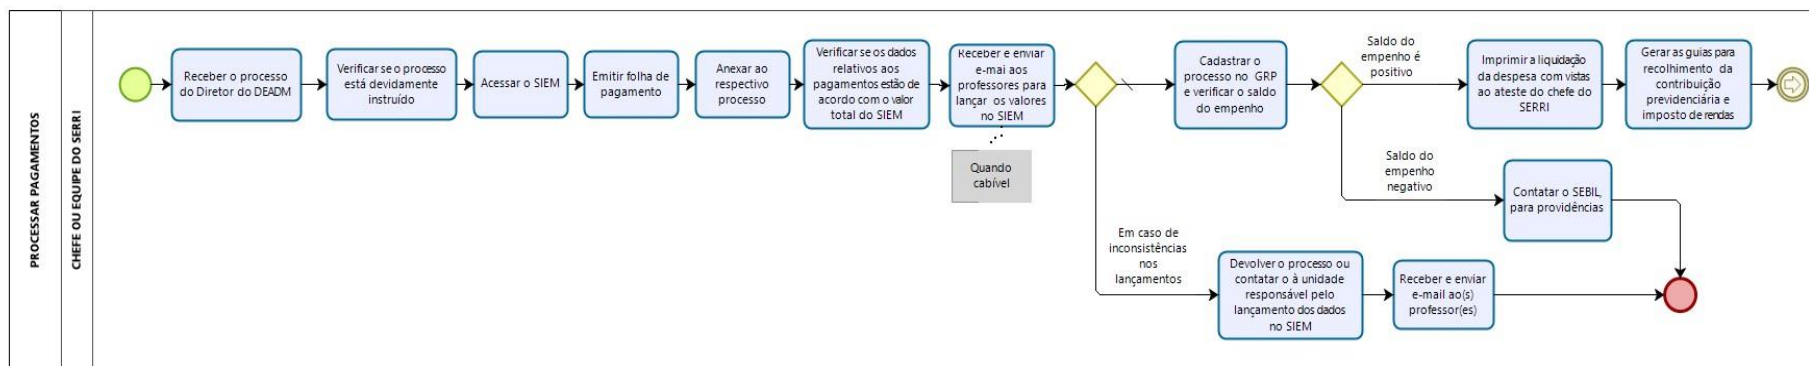 PROCESSAR PAGAMENTOS
CHEFE OU EQUIPE DO SERRI
Receber o processo
do Diretor do DEADM
Verificar se o processo
está devidamente
instruído
Acessar o SIEM
Emitir folha de
pagamento
Anexar ao
respectivo
processo
Verificar se os dados
relativos aos
pagamentos estão de
acordo com o valor
total do SIEM
Receber e enviar
e-mai aos
professores para
lançar os valores
no SIEM
Quando
cabível
Cadastrar o
processo no GRP
e verificar o saldo
do empenho
Saldo do
empenho é
positivo
Imprimir a liquidação
da despesa com vistas
ao ateste do chefe do
SERRI
Gerar as guias para
recolhimento da
contribuição
previdenciária e
imposto de rendas
Saldo do
empenho
negativo
Contatar o SEBIL,
para providências
Em caso de
inconsistências
nos
lançamentos
Devolver o processo ou
contatar o à unidade
responsável pelo
lançamento dos dados
no SIEM
Receber e enviar
e-mail ao(s)
professor(es)